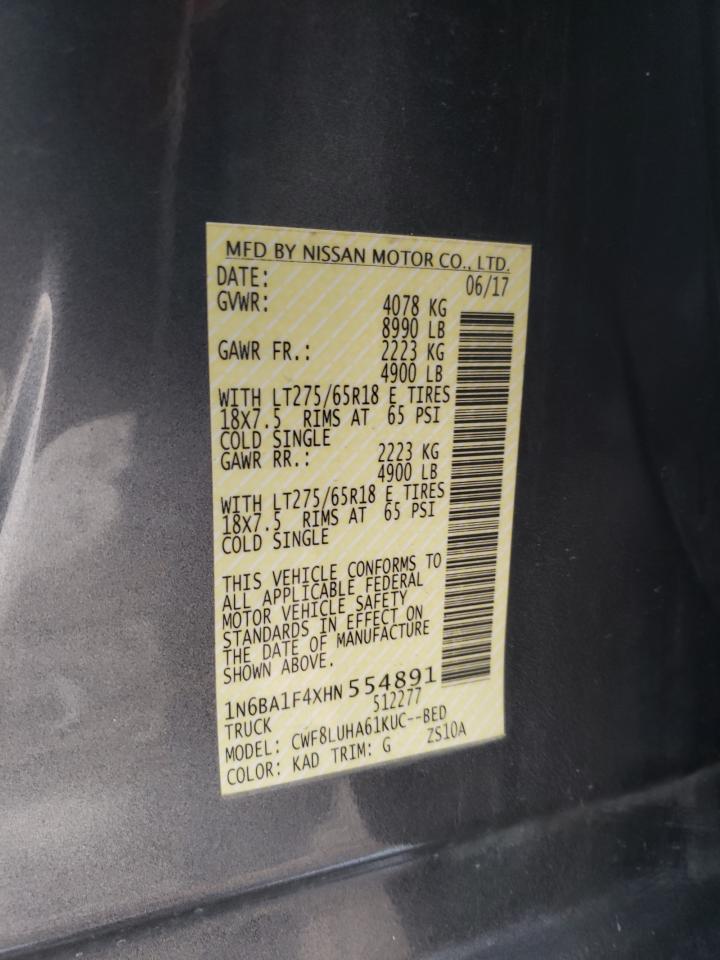 MFD BY NISSAN MOTOR CO., LTD.
DATE: 06/17
GVWR: 4078 KG
8990 LB
GAWR FR.: 2223 KG
4900 LB
WITH LT275/65R18 E TIRES
18X7.5 RIMS AT 65 PSI
COLD SINGLE
GAWR RR.: 2223 KG
4900 LB
WITH LT275/65R18 E TIRES
18X7.5 RIMS AT 65 PSI
COLD SINGLE
THIS VEHICLE CONFORMS TO
ALL APPLICABLE FEDERAL
MOTOR VEHICLE SAFETY
STANDARDS IN EFFECT ON
THE DATE OF MANUFACTURE
SHOWN ABOVE.
1N6BA1F4XHN554891
512277
TRUCK
MODEL: CWF8LUHA61KUC--BED
COLOR: KAD TRIM: G ZS10A